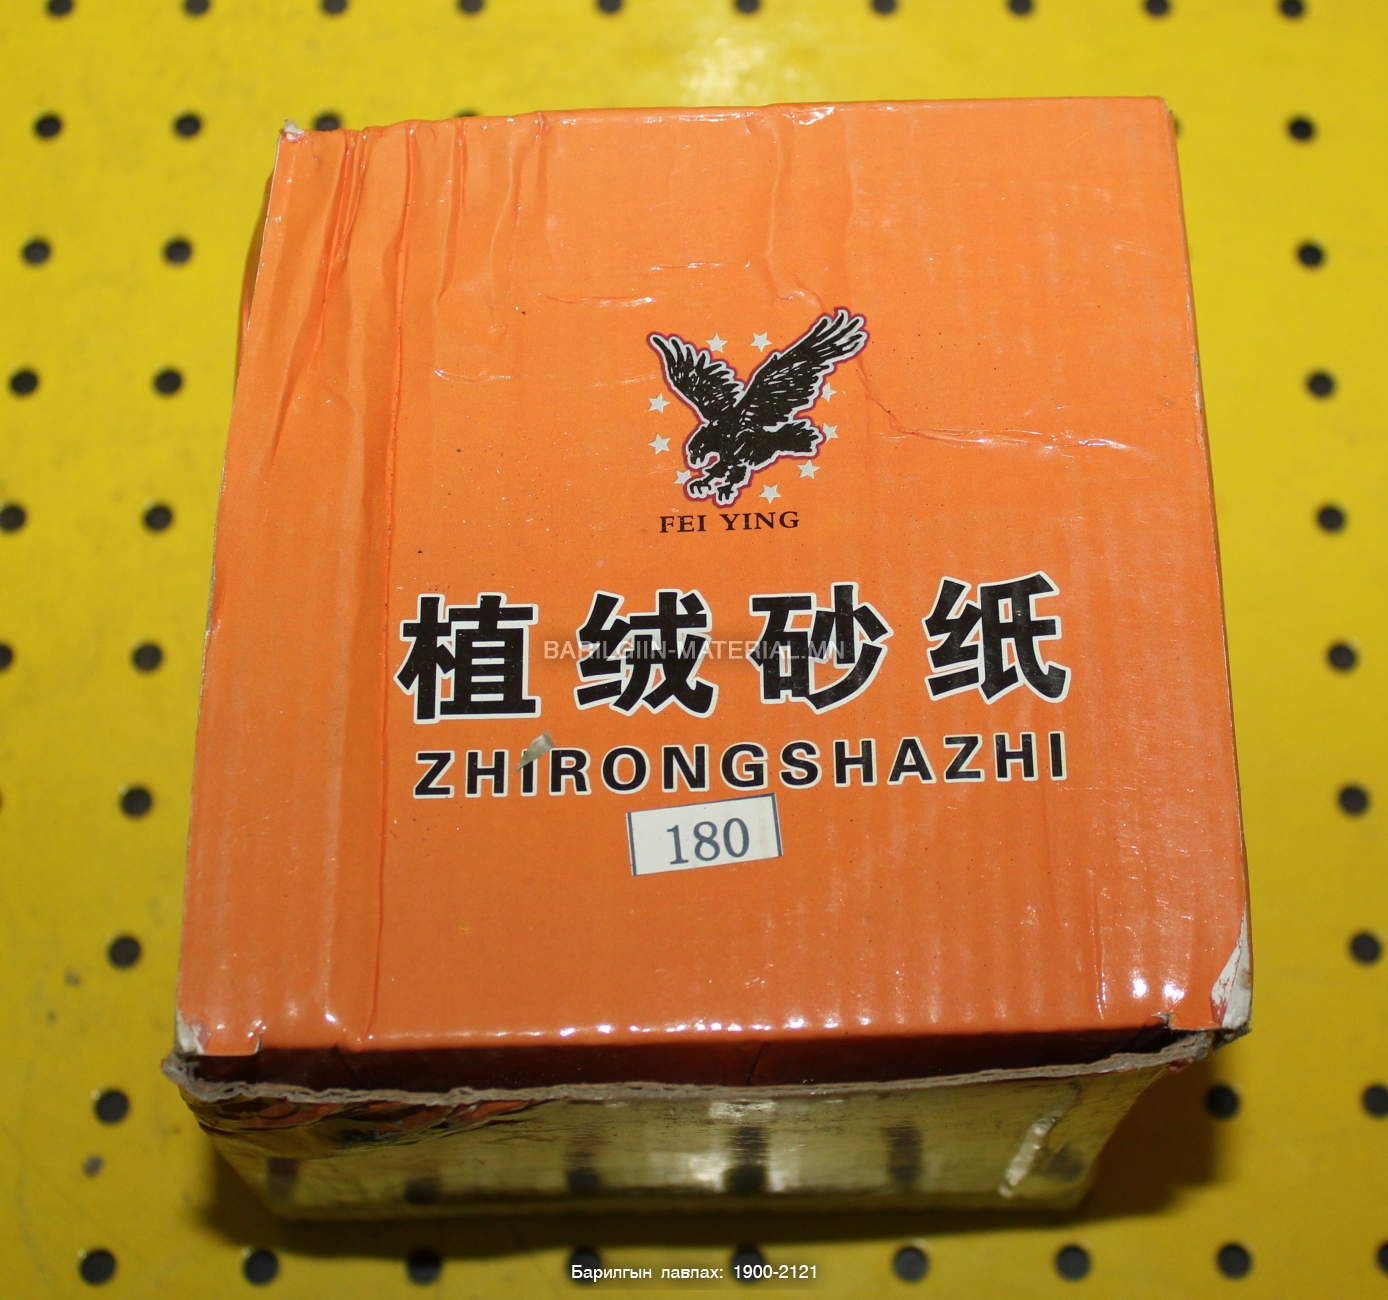 FEI YING
植绒砂纸
BARILGIIN-MATERIAL.MN
ZHIRONGSHAZHI
180
Барилгын лавлах: 1900-2121